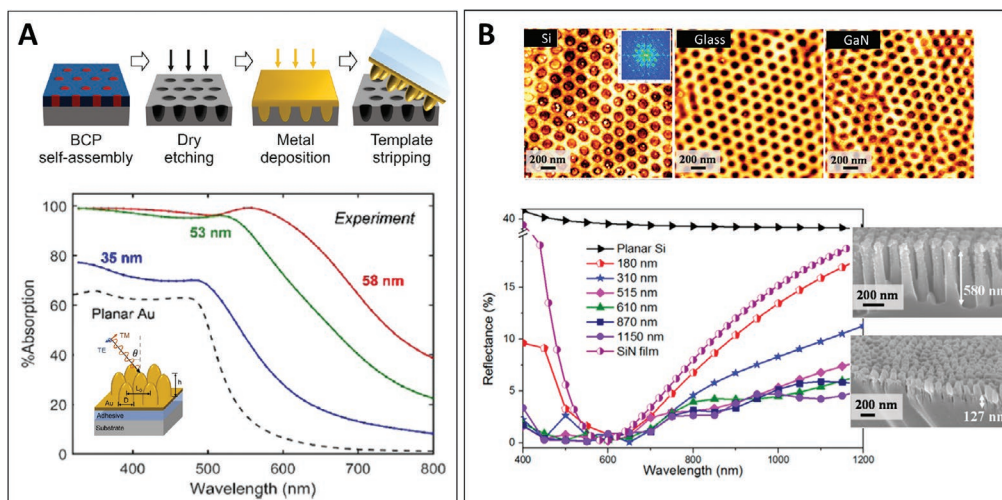 A
BCP
self-assembly
Dry
etching
Metal
deposition
Template
stripping
100
80
60
40
20
0
%Absorption
Experiment
53 nm
35 nm
58 nm
Planar Au
TM
TE
θ
h
D
Au
Adhesive
Substrate
400
500
600
700
800
Wavelength (nm)
B
Si
Glass
GaN
200 nm
200 nm
200 nm
40
15
10
5
0
Reflectance (%)
Planar Si
180 nm
310 nm
515 nm
610 nm
870 nm
1150 nm
SiN film
400
600
800
1000
1200
Wavelength (nm)
580 nm
200 nm
200 nm
127 nm